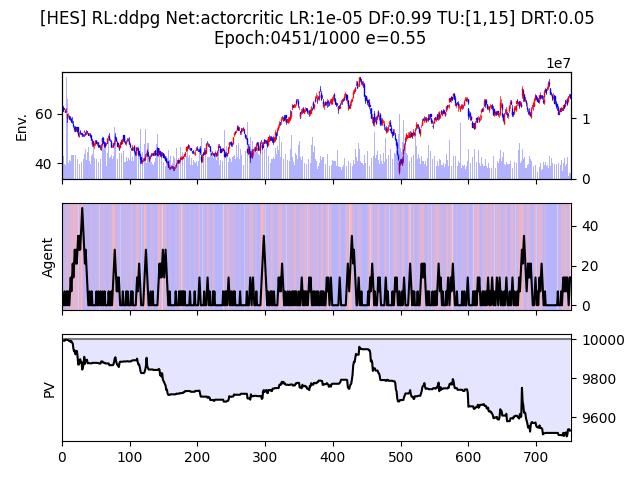 [HES] RL:ddpg Net:actorcritic LR:1e-05 DF:0.99 TU:[1,15] DRT:0.05
Epoch:0451/1000 e=0.55
1e7
Env.
60
40
1
0
Agent
40
20
0
PV
10000
9800
9600
0 100 200 300 400 500 600 700